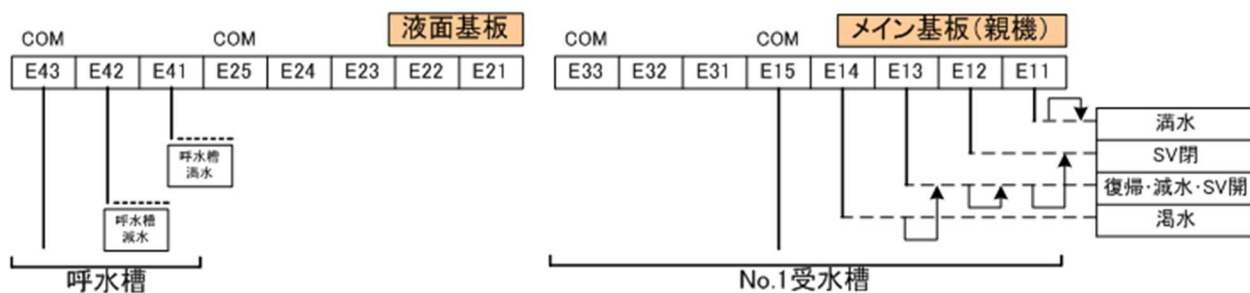 COM COM 液面基板
E43 E42 E41 E25 E24 E23 E22 E21
呼水槽
満水
呼水槽
減水
呼水槽
COM COM メイン基板(親機)
E33 E32 E31 E15 E14 E13 E12 E11
満水
SV閉
復帰・減水・SV開
渇水
No.1受水槽